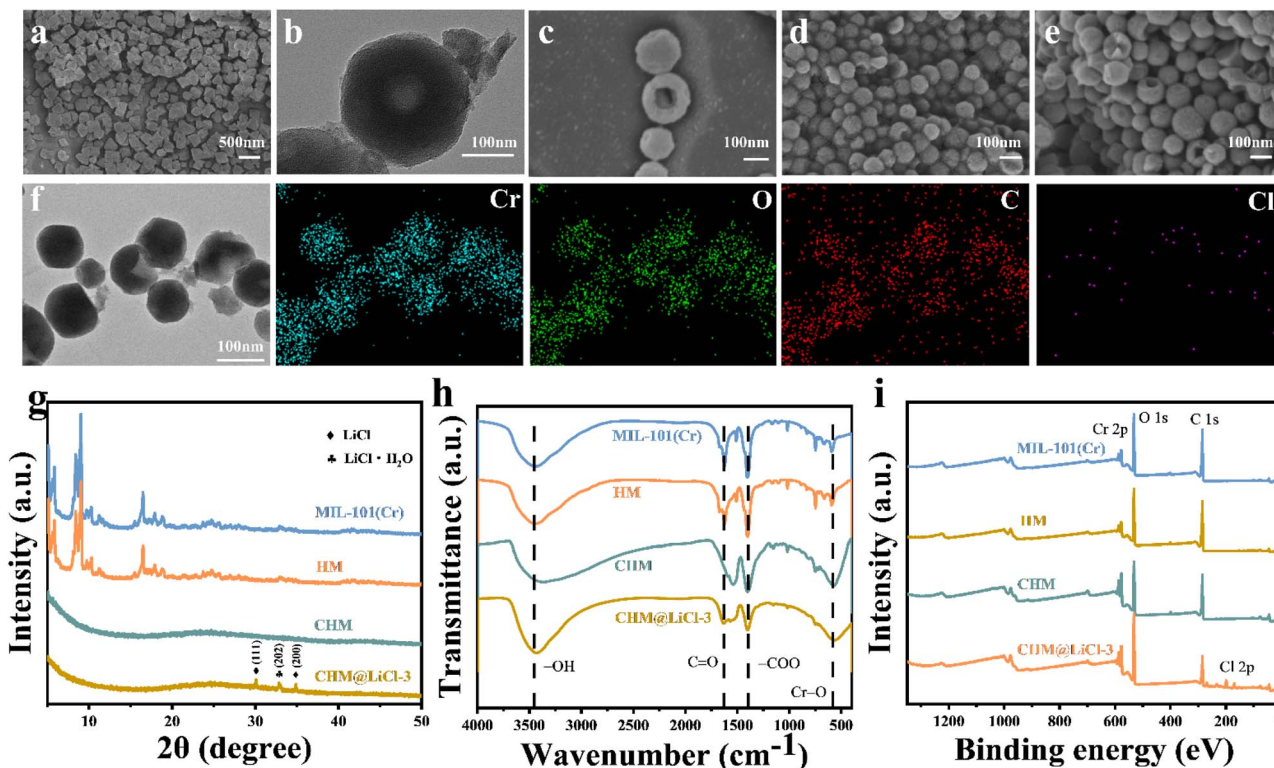 a
b
c
d
e
500nm
100nm
100nm
100nm
100nm
f
Cr
O
C
Cl
100nm
g
♦ LiCl
♣ LiCl · H₂O
MIL-101(Cr)
HM
CHM
CHM@LiCl-3
♦ (111)
♣ (202)
♦ (200)
Intensity (a.u.)
10
20
30
40
50
2θ (degree)
h
MIL-101(Cr)
HM
CHM
CHM@LiCl-3
–OH
C=O
–COO
Cr–O
Transmittance (a.u.)
4000
3500
3000
2500
2000
1500
1000
500
Wavenumber (cm-1)
i
Cr 2p
O 1s
C 1s
MIL-101(Cr)
HM
CHM
CHM@LiCl-3
Cl 2p
Intensity (a.u.)
1200
1000
800
600
400
200
0
Binding energy (eV)